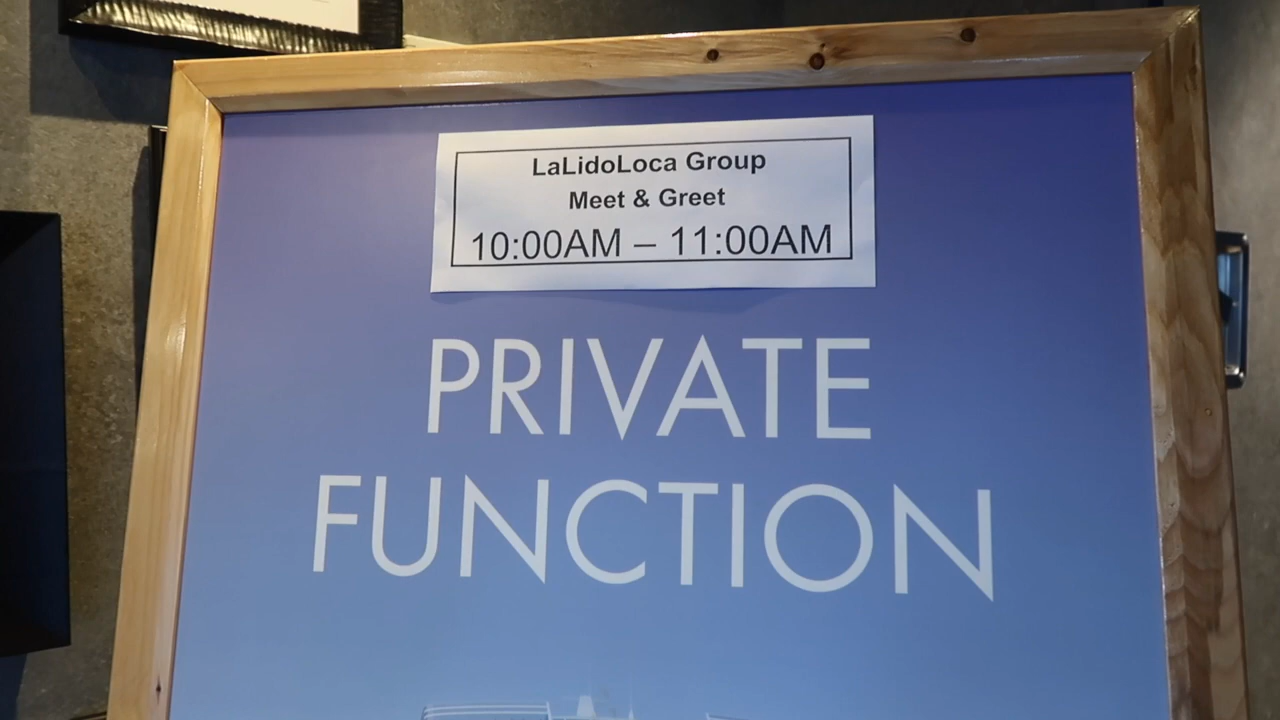 LaLidoLoca Group
Meet & Greet
10:00AM – 11:00AM
PRIVATE
FUNCTION